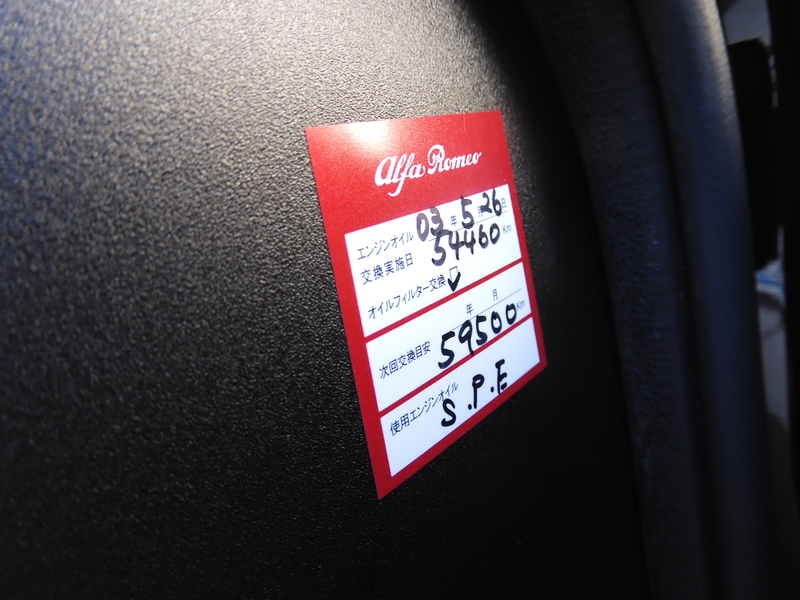 Alfa Romeo
エンジンオイル 03 年 5 月 26 日
交換実施日 54460 Km
オイルフィルター交換
年 月
次回交換目安 59500 Km
使用エンジンオイル
S.P.E